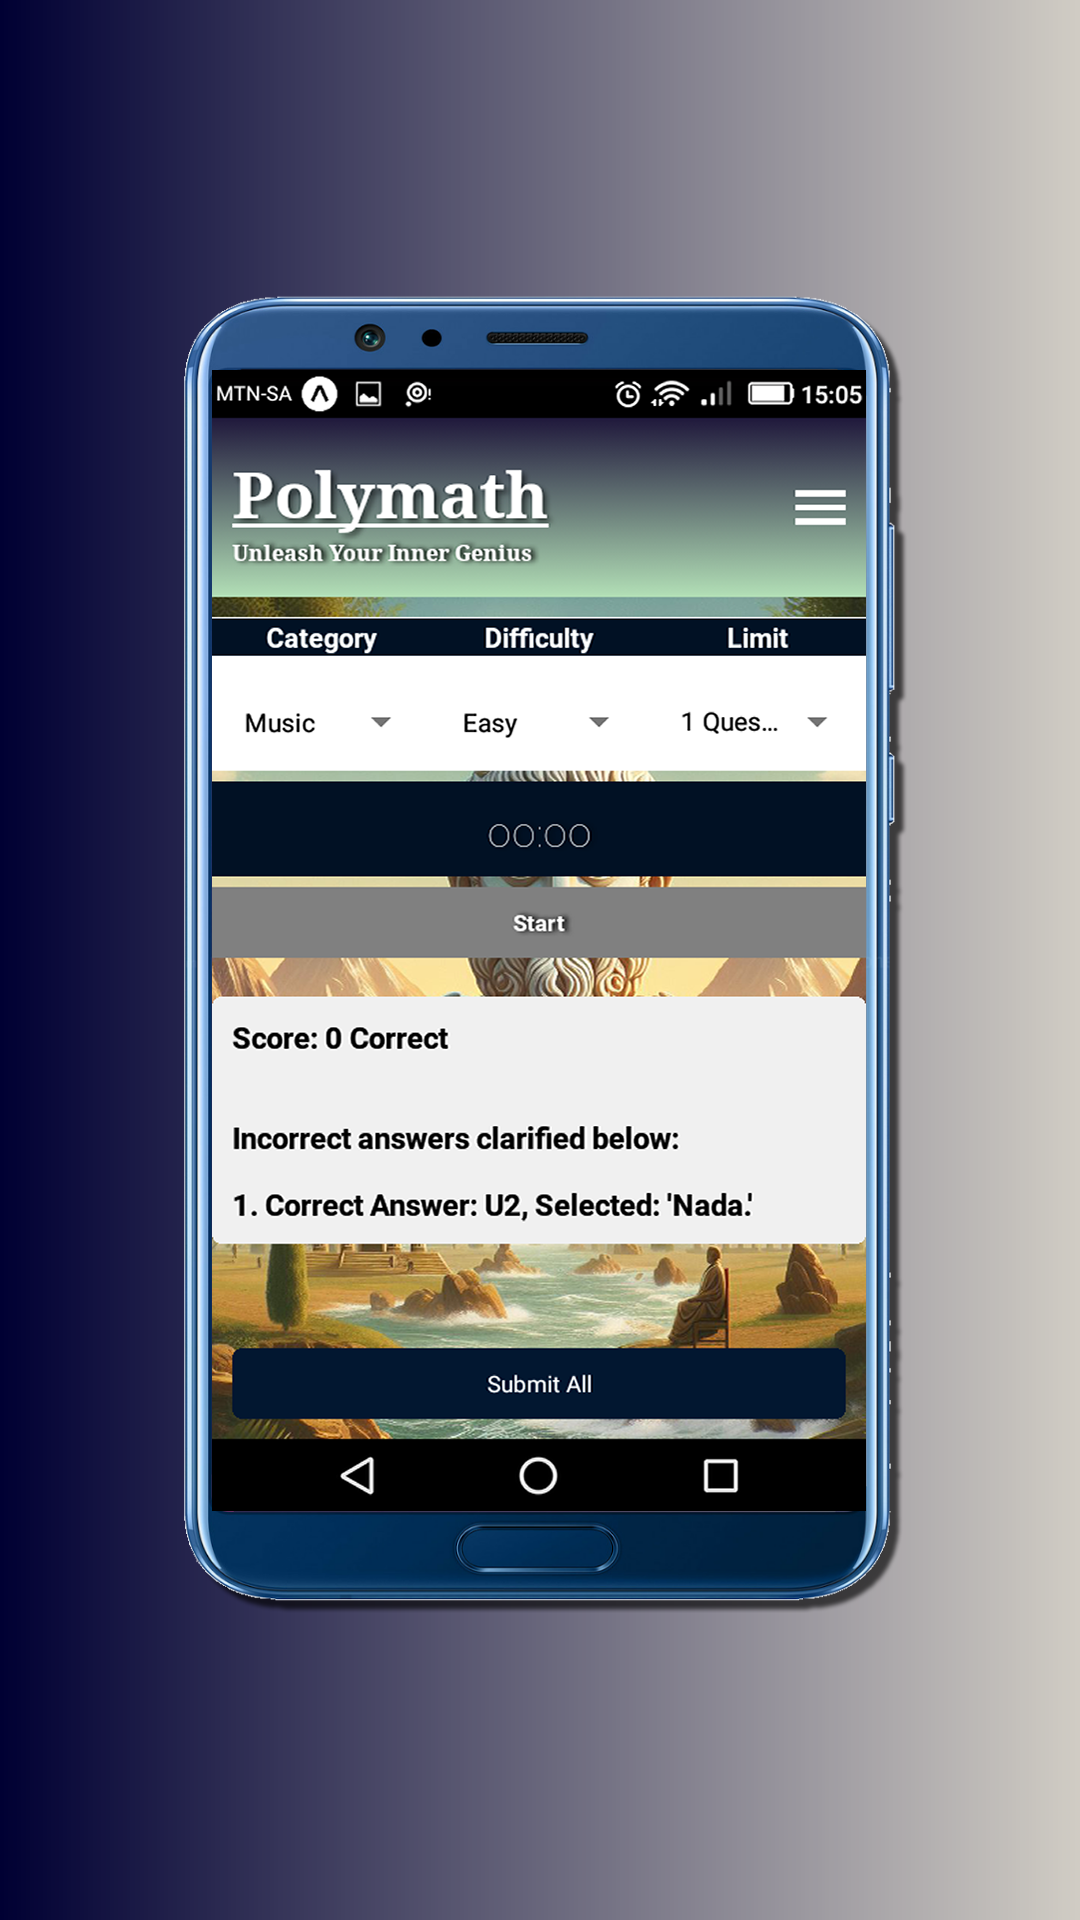 MTN-SA 15:05
Polymath
Unleash Your Inner Genius
Category Difficulty Limit
Music Easy 1 Ques...
00:00
Start
Score: 0 Correct
Incorrect answers clarified below:
1. Correct Answer: U2, Selected: 'Nada.'
Submit All